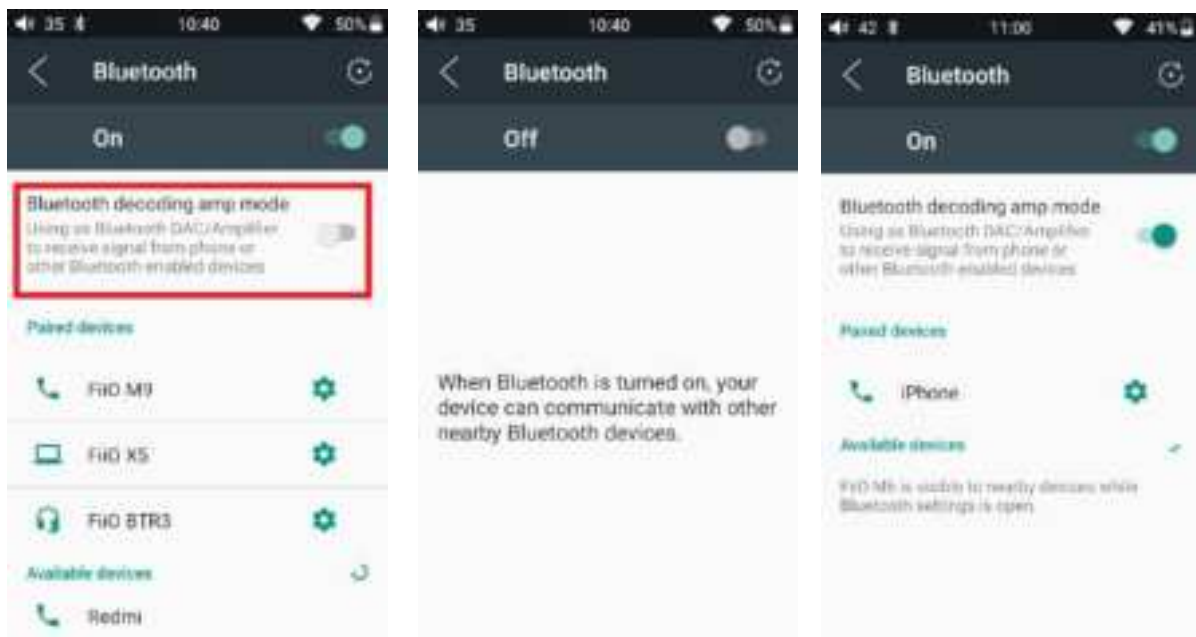 35 10:40 50%
Bluetooth
On
Bluetooth decoding amp mode
Using as Bluetooth DAC/Amplifier
to receive signal from phone or
other Bluetooth enabled devices
Paired devices
FiiO M9
FiiO X5
FiiO BTR3
Available devices
Redmi
35 10:40 50%
Bluetooth
Off
When Bluetooth is turned on, your
device can communicate with other
nearby Bluetooth devices.
42 11:00 41%
Bluetooth
On
Bluetooth decoding amp mode
Using as Bluetooth DAC/Amplifier
to receive signal from phone or
other Bluetooth enabled devices
Paired devices
iPhone
Available devices
FiiO M6 is visible to nearby devices while
Bluetooth settings is open.